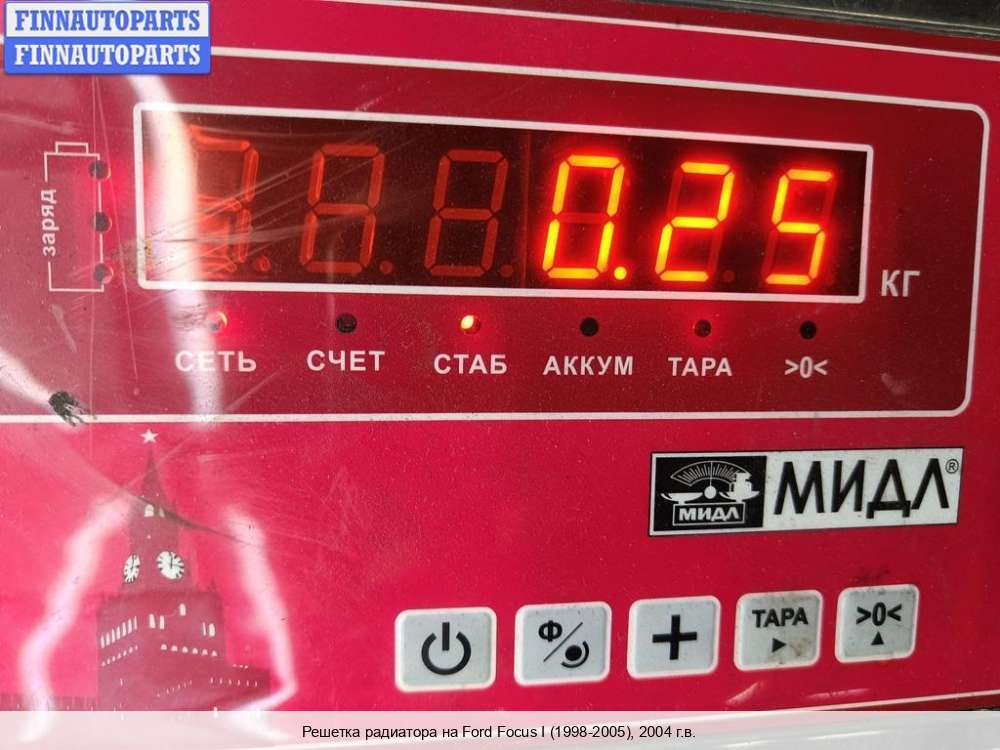 FINNAUTOPARTS
FINNAUTOPARTS
заряд
0.25
КГ
СЕТЬ СЧЕТ СТАБ АККУМ ТАРА >0<
МИДЛ МИДЛ®
Ф
ТАРА
>0<
Решетка радиатора на Ford Focus I (1998-2005), 2004 г.в.